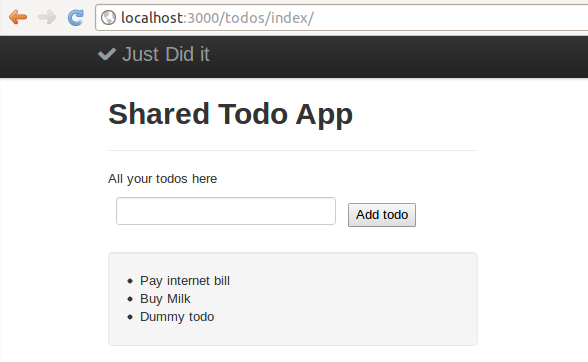 localhost:3000/todos/index/
Just Did it
Shared Todo App
All your todos here
Add todo
Pay internet bill
Buy Milk
Dummy todo